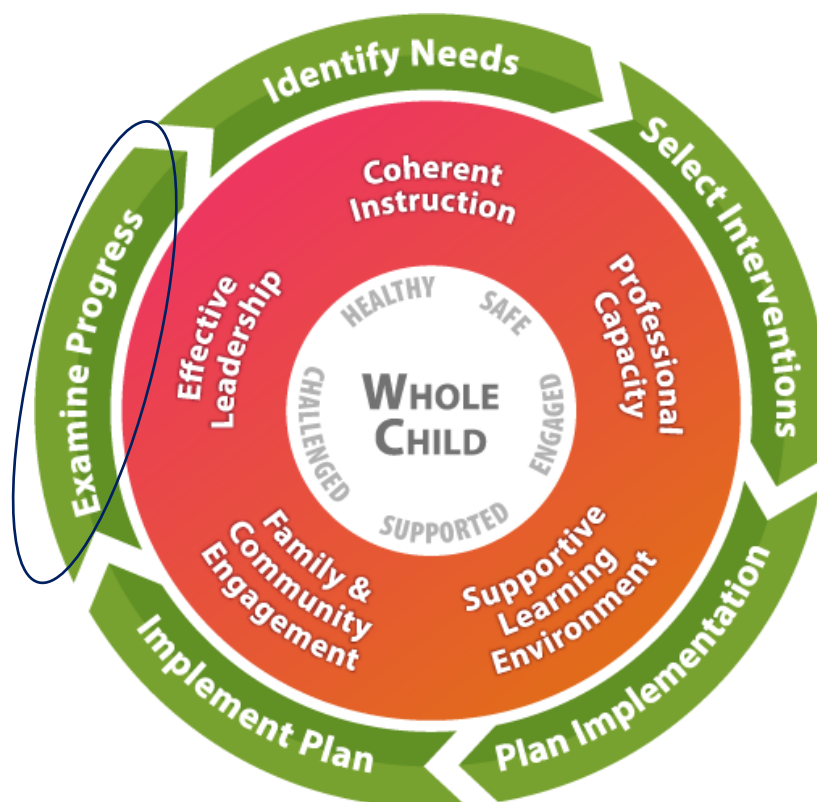 Identify Needs
Select Interventions
Plan Implementation
Implement Plan
Examine Progress
Coherent
Instruction
Professional
Capacity
Supportive
Learning
Environment
Family &
Community
Engagement
Effective
Leadership
HEALTHY
SAFE
ENGAGED
SUPPORTED
CHALLENGED
WHOLE
CHILD